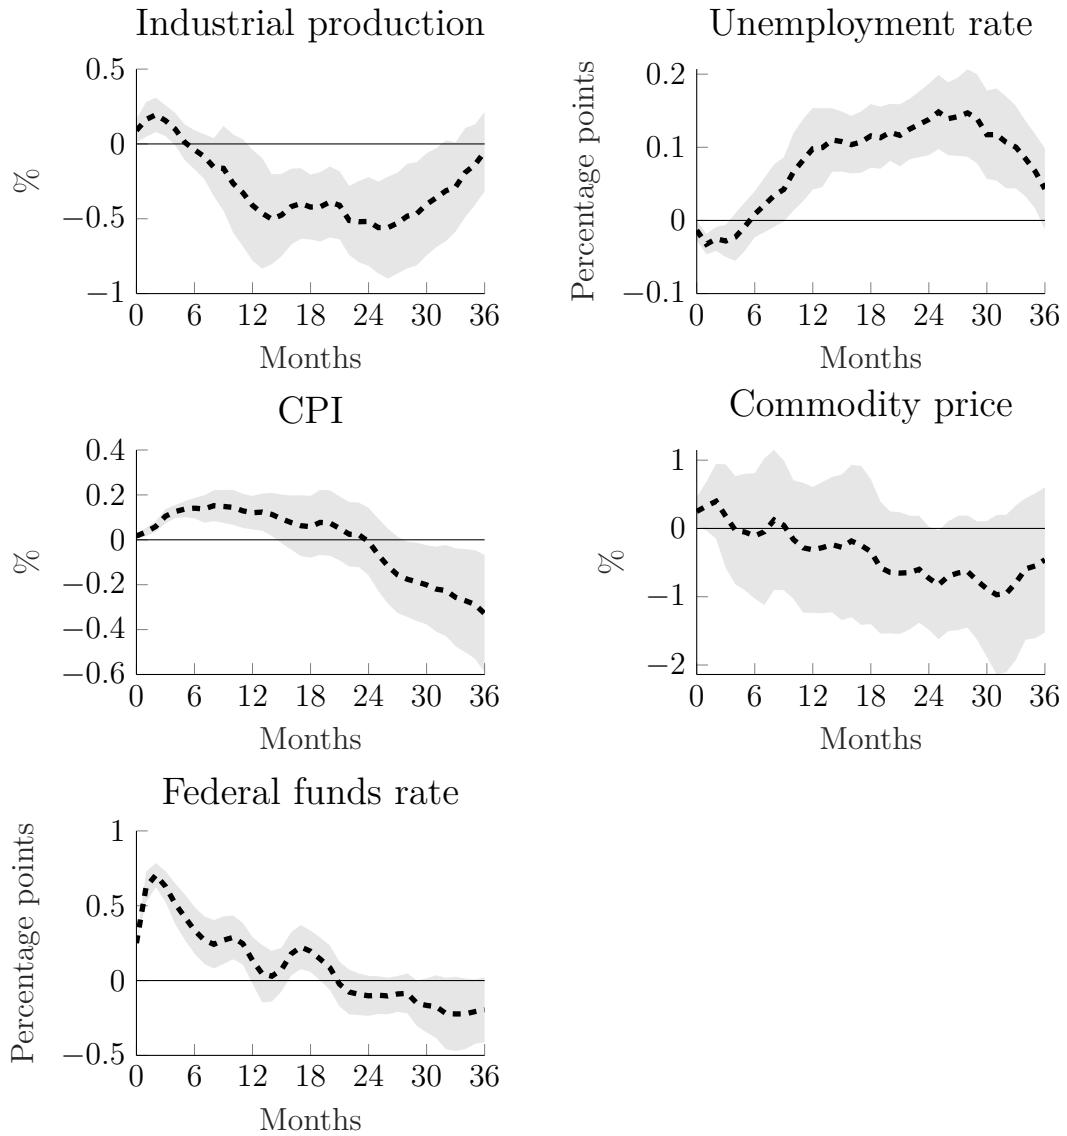 Industrial production
%
0.5
0
−0.5
−1
0 6 12 18 24 30 36
Months
Unemployment rate
Percentage points
0.2
0.1
0
−0.1
0 6 12 18 24 30 36
Months
CPI
%
0.4
0.2
0
−0.2
−0.4
−0.6
0 6 12 18 24 30 36
Months
Commodity price
%
1
0
−1
−2
0 6 12 18 24 30 36
Months
Federal funds rate
Percentage points
1
0.5
0
−0.5
0 6 12 18 24 30 36
Months